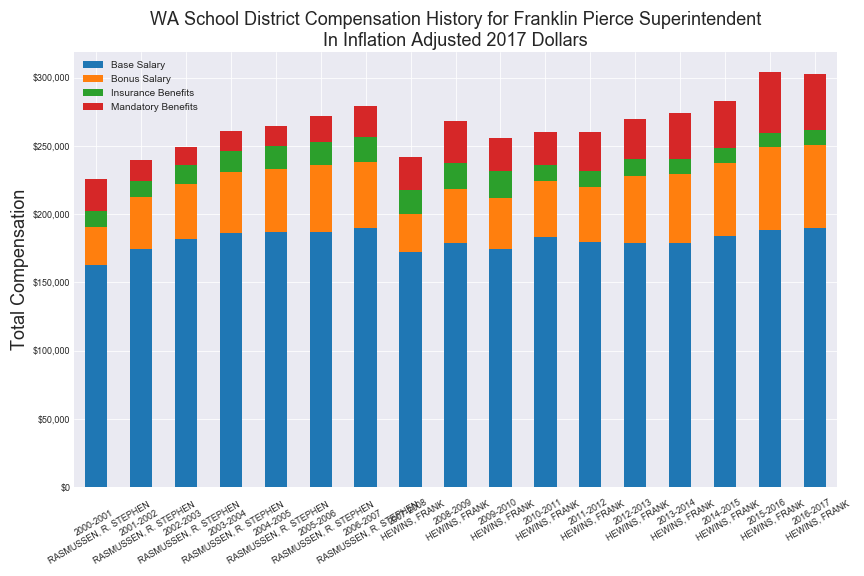 WA School District Compensation History for Franklin Pierce Superintendent
In Inflation Adjusted 2017 Dollars
Base Salary
Bonus Salary
Insurance Benefits
Mandatory Benefits
Total Compensation
$300,000
$250,000
$200,000
$150,000
$100,000
$50,000
$0
2000-2001
RASMUSSEN, R. STEPHEN
2001-2002
RASMUSSEN, R. STEPHEN
2002-2003
RASMUSSEN, R. STEPHEN
2003-2004
RASMUSSEN, R. STEPHEN
2004-2005
RASMUSSEN, R. STEPHEN
2005-2006
RASMUSSEN, R. STEPHEN
2006-2007
RASMUSSEN, R. STEPHEN
2007-2008
HEWINS, FRANK
2008-2009
HEWINS, FRANK
2009-2010
HEWINS, FRANK
2010-2011
HEWINS, FRANK
2011-2012
HEWINS, FRANK
2012-2013
HEWINS, FRANK
2013-2014
HEWINS, FRANK
2014-2015
HEWINS, FRANK
2015-2016
HEWINS, FRANK
2016-2017
HEWINS, FRANK